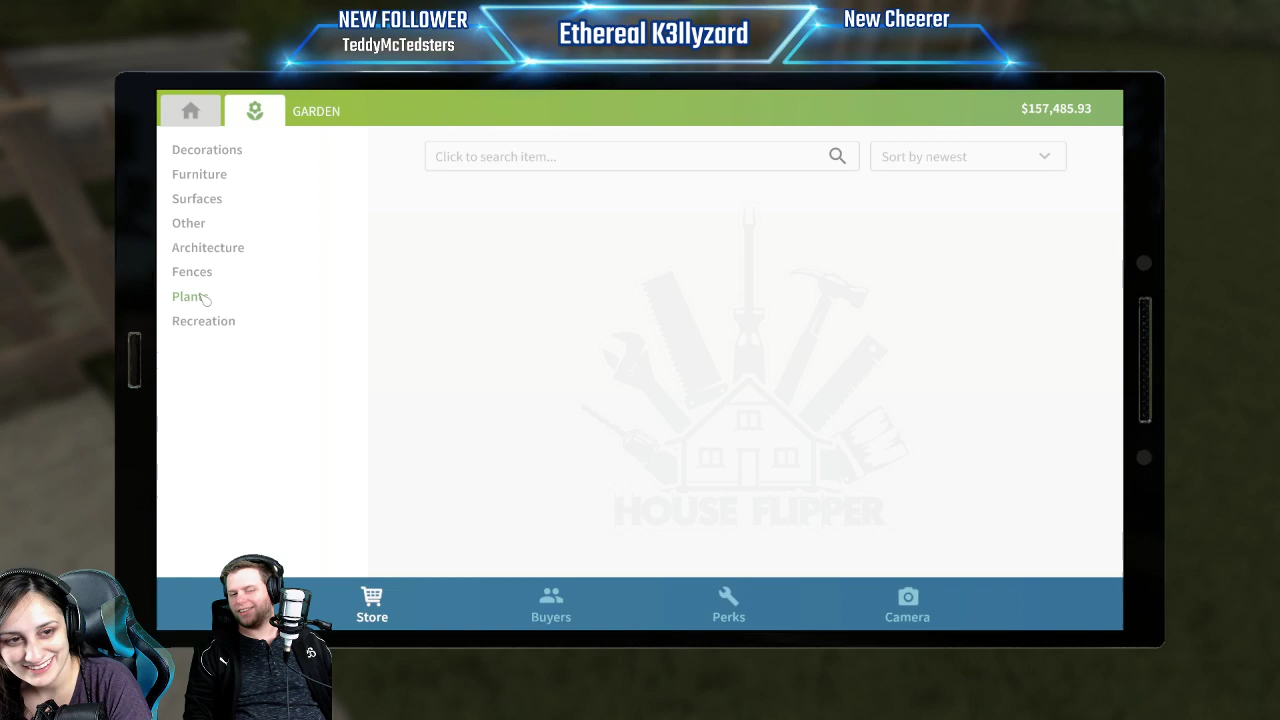 NEW FOLLOWER
TeddyMcTedsters
Ethereal K3llyzard
New Cheerer
GARDEN
$157,485.93
Decorations
Furniture
Surfaces
Other
Architecture
Fences
Plants
Recreation
Click to search item...
Sort by newest
HOUSE FLIPPER
Store
Buyers
Perks
Camera